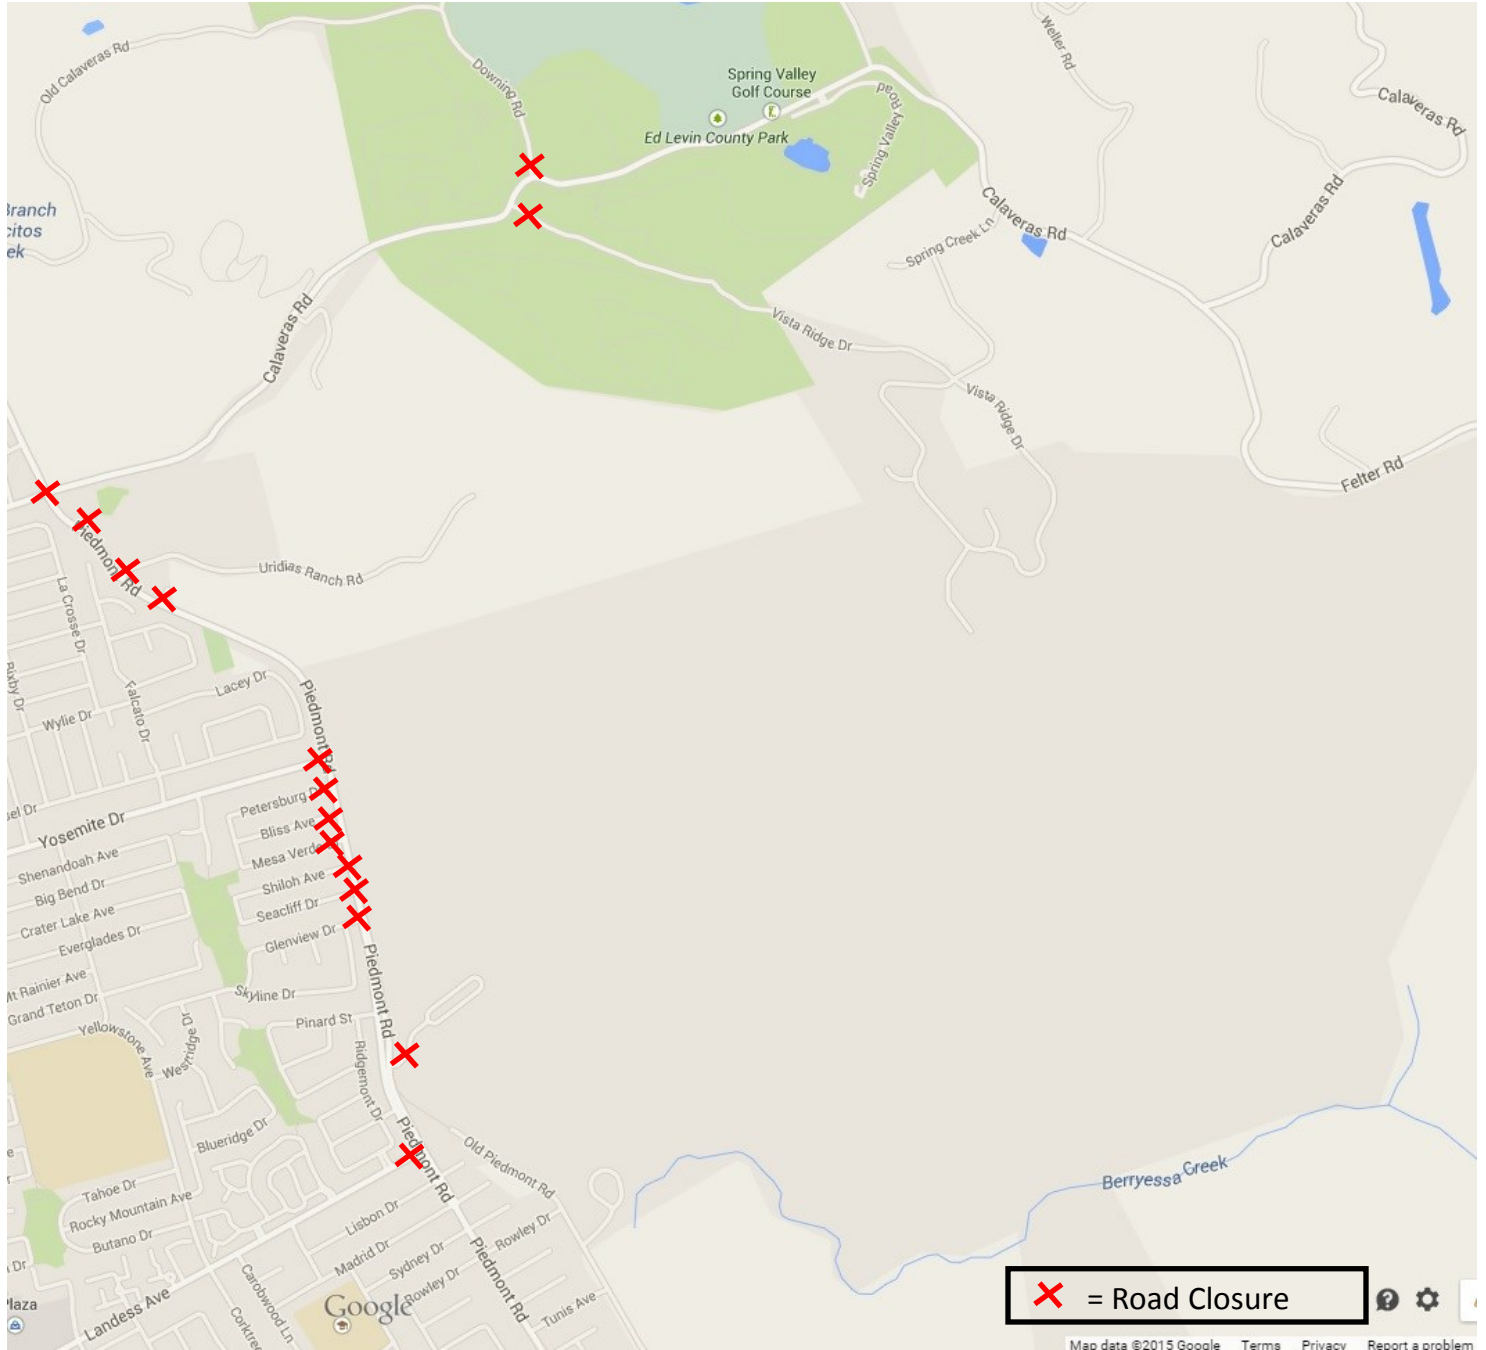 Old Calaveras Rd
Downing Rd
Spring Valley
Golf Course
Ed Levin County Park
Spring Valley Road
Weller Rd
Calaveras Rd
Calaveras Rd
Calaveras Rd
Spring Creek Ln
Branch
citos
ek
Calaveras Rd
Vista Ridge Dr
Vista Ridge Dr
Felter Rd
Piedmont Rd
Uridias Ranch Rd
La Crosse Dr
Bixby Dr
Falcato Dr
Lacey Dr
Wylie Dr
Piedmont Rd
sel Dr
Yosemite Dr
Petersburg D
Bliss Ave
Mesa Verde
Shiloh Ave
Seacliff Dr
Glenview Dr
Shenandoah Ave
Big Bend Dr
Crater Lake Ave
Everglades Dr
Mt Rainier Ave
Grand Teton Dr
Skyline Dr
Piedmont Rd
Pinard St
Yellowstone Ave
Westridge Dr
Ridgemont Dr
Blueridge Dr
Piedmont Rd
Old Piedmont Rd
Tahoe Dr
Rocky Mountain Ave
Butano Dr
Dr
Lisbon Dr
Madrid Dr
Sydney Dr
Rowley Dr
Rowley Dr
Piedmont Rd
Tunis Ave
Landess Ave
Carobwood Ln
Corktree
Plaza
Google
Berryessa Creek
= Road Closure
Map data ©2015 Google Terms Privacy Report a problem